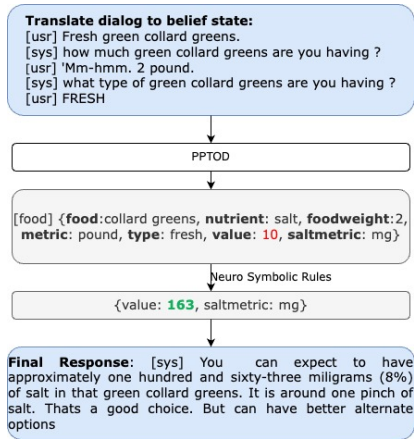 Translate dialog to belief state:
[usr] Fresh green collard greens.
[sys] how much green collard greens are you having ?
[usr] 'Mm-hmm. 2 pound.
[sys] what type of green collard greens are you having ?
[usr] FRESH
PPTOD
[food] {food:collard greens, nutrient: salt, foodweight:2,
metric: pound, type: fresh, value: 10, saltmetric: mg}
Neuro Symbolic Rules
{value: 163, saltmetric: mg}
Final Response: [sys] You can expect to have
approximately one hundred and sixty-three miligrams (8%)
of salt in that green collard greens. It is around one pinch of
salt. Thats a good choice. But can have better alternate
options